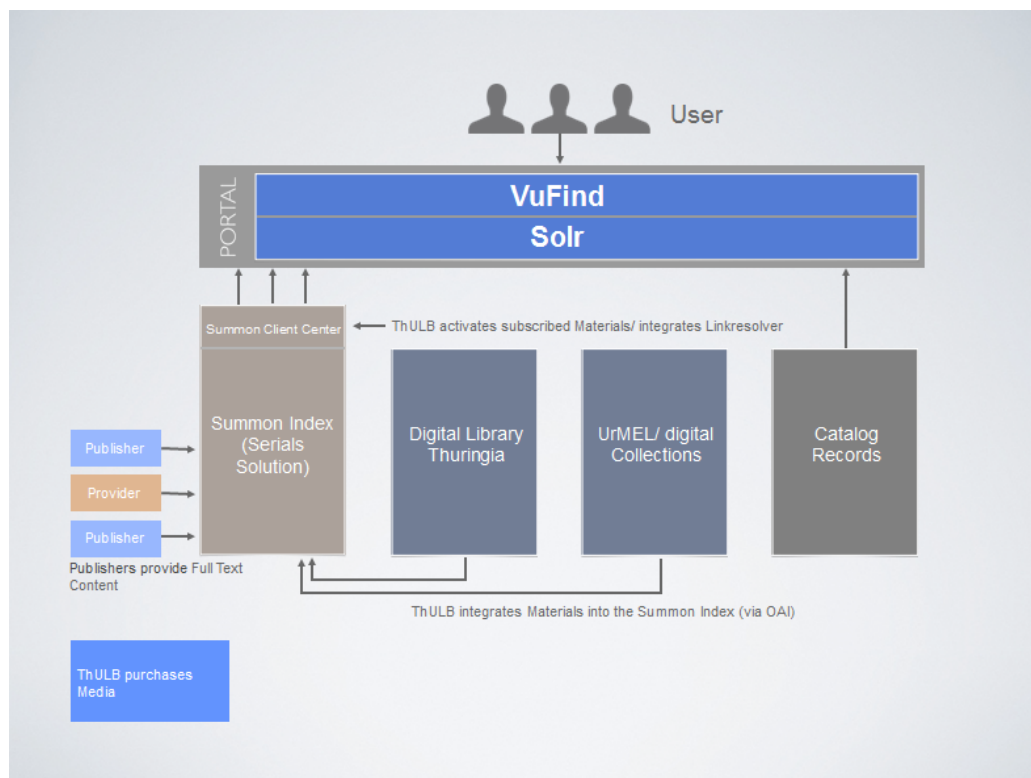 User
PORTAL
VuFind
Solr
Summon Client Center
ThULB activates subscribed Materials/ integrates Linkresolver
Summon Index
(Serials
Solution)
Digital Library
Thuringia
UrMEL/ digital
Collections
Catalog
Records
Publisher
Provider
Publisher
Publishers provide Full Text
Content
ThULB integrates Materials into the Summon Index (via OAI)
ThULB purchases
Media